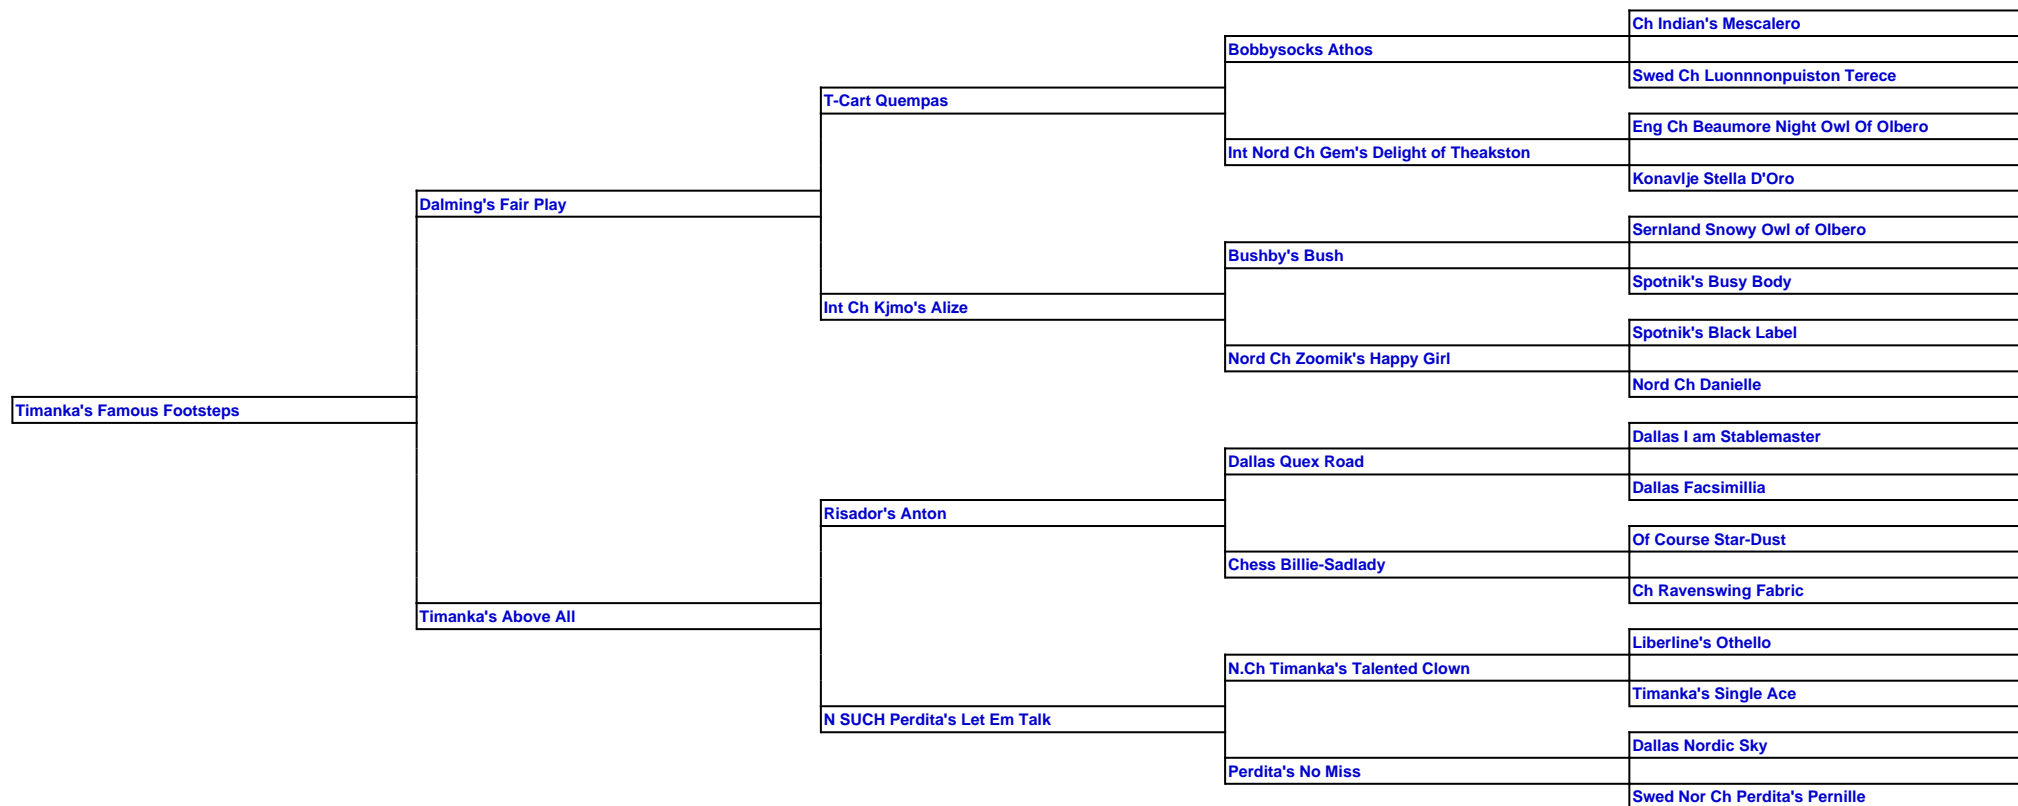 Ch Indian's Mescalero
Bobbysocks Athos
Swed Ch Luonnnonpuiston Terece
T-Cart Quempas
Eng Ch Beaumore Night Owl Of Olbero
Int Nord Ch Gem's Delight of Theakston
Konavlje Stella D'Oro
Dalming's Fair Play
Sernland Snowy Owl of Olbero
Bushby's Bush
Spotnik's Busy Body
Int Ch Kjmo's Alize
Spotnik's Black Label
Nord Ch Zoomik's Happy Girl
Nord Ch Danielle
Timanka's Famous Footsteps
Dallas I am Stablemaster
Dallas Quex Road
Dallas Facsimillia
Risador's Anton
Of Course Star-Dust
Chess Billie-Sadlady
Ch Ravenswing Fabric
Timanka's Above All
Liberline's Othello
N.Ch Timanka's Talented Clown
Timanka's Single Ace
N SUCH Perdita's Let Em Talk
Dallas Nordic Sky
Perdita's No Miss
Swed Nor Ch Perdita's Pernille